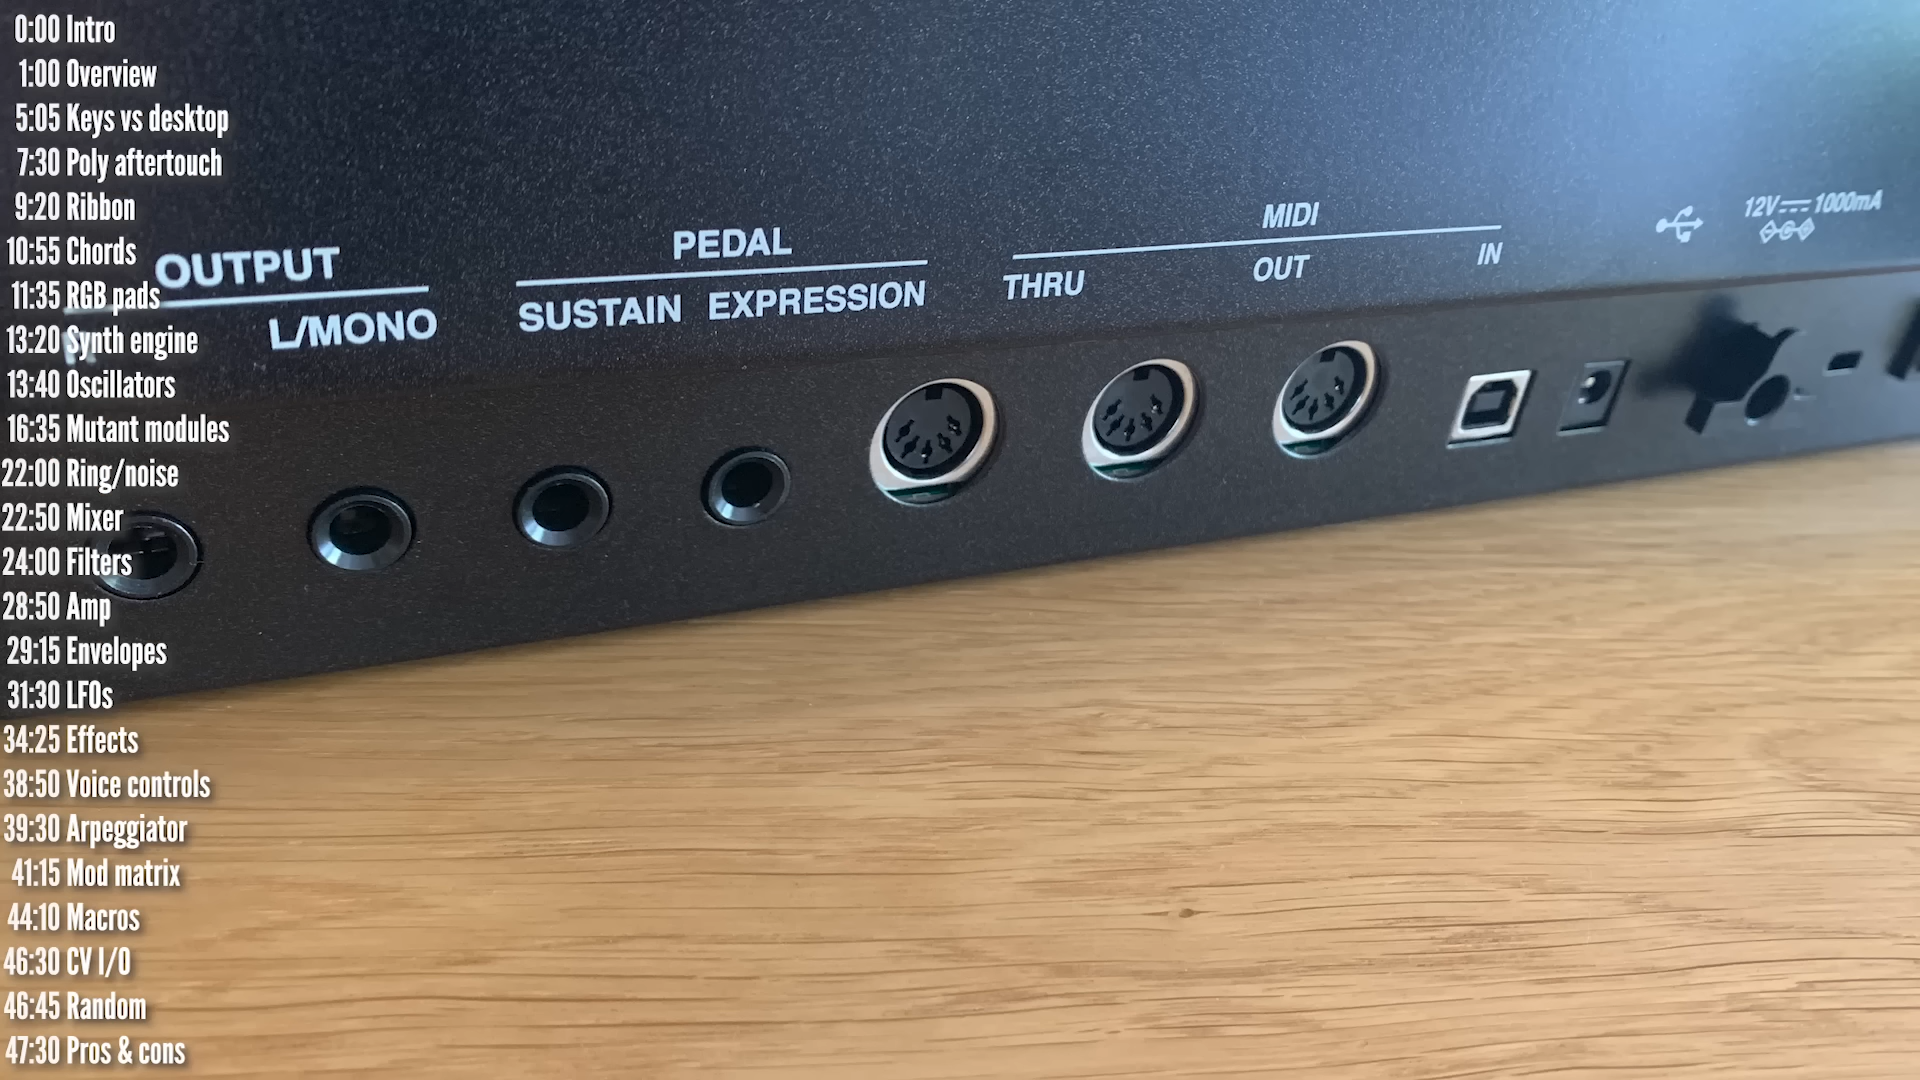 0:00 Intro
1:00 Overview
5:05 Keys vs desktop
7:30 Poly aftertouch
9:20 Ribbon
10:55 Chords
11:35 RGB pads
13:20 Synth engine
13:40 Oscillators
16:35 Mutant modules
22:00 Ring/noise
22:50 Mixer
24:00 Filters
28:50 Amp
29:15 Envelopes
31:30 LFOs
34:25 Effects
38:50 Voice controls
39:30 Arpeggiator
41:15 Mod matrix
44:10 Macros
46:30 CV I/O
46:45 Random
47:30 Pros & cons
OUTPUT
L/MONO
PEDAL
SUSTAIN EXPRESSION
MIDI
THRU OUT IN
12V 1000mA